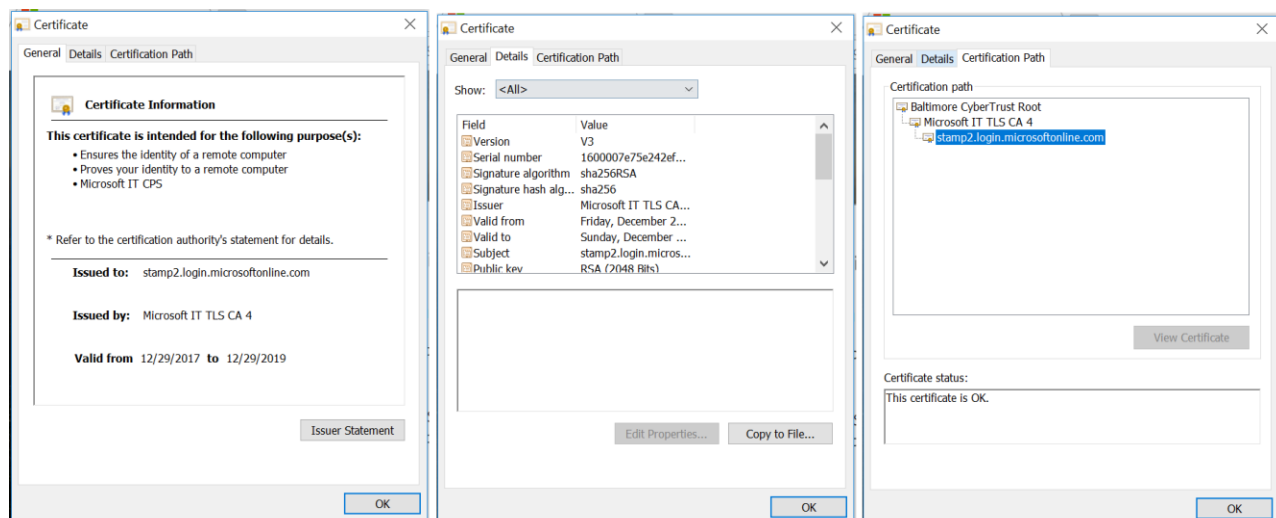 Certificate
General Details Certification Path
Certificate Information
This certificate is intended for the following purpose(s):
• Ensures the identity of a remote computer
• Proves your identity to a remote computer
• Microsoft IT CPS
* Refer to the certification authority's statement for details.
Issued to: stamp2.login.microsoftonline.com
Issued by: Microsoft IT TLS CA 4
Valid from 12/29/2017 to 12/29/2019
Issuer Statement
OK
Certificate
General Details Certification Path
Show: <All>
Field Value
Version V3
Serial number 1600007e75e242ef...
Signature algorithm sha256RSA
Signature hash alg... sha256
Issuer Microsoft IT TLS CA...
Valid from Friday, December 2...
Valid to Sunday, December ...
Subject stamp2.login.micros...
Public key RSA (2048 Bits)
Edit Properties... Copy to File...
OK
Certificate
General Details Certification Path
Certification path
Baltimore CyberTrust Root
Microsoft IT TLS CA 4
stamp2.login.microsoftonline.com
View Certificate
Certificate status:
This certificate is OK.
OK